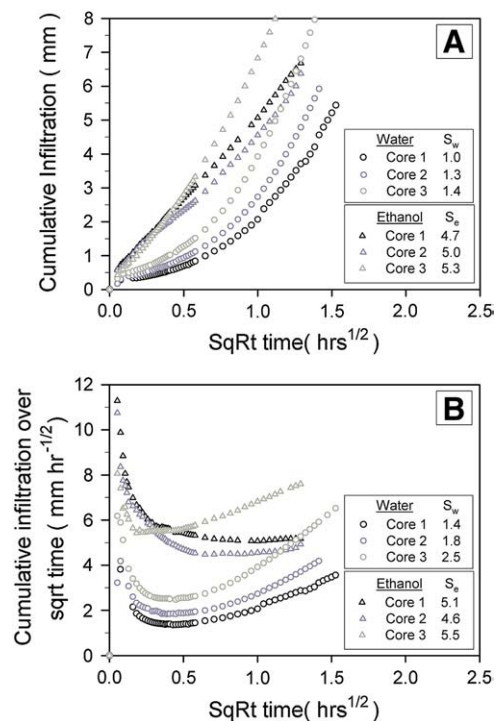 A
8
7
6
5
4
3
2
1
0
Cumulative Infiltration ( mm )
Water Sw
Core 1 1.0
Core 2 1.3
Core 3 1.4
Ethanol Se
Core 1 4.7
Core 2 5.0
Core 3 5.3
0.0 0.5 1.0 1.5 2.0 2.5
SqRt time( hrs1/2)
B
12
10
8
6
4
2
0
Cumulative infiltration over
sqrt time ( mm hr-1/2)
Water Sw
Core 1 1.4
Core 2 1.8
Core 3 2.5
Ethanol Se
Core 1 5.1
Core 2 4.6
Core 3 5.5
0.0 0.5 1.0 1.5 2.0 2.5
SqRt time( hrs1/2)